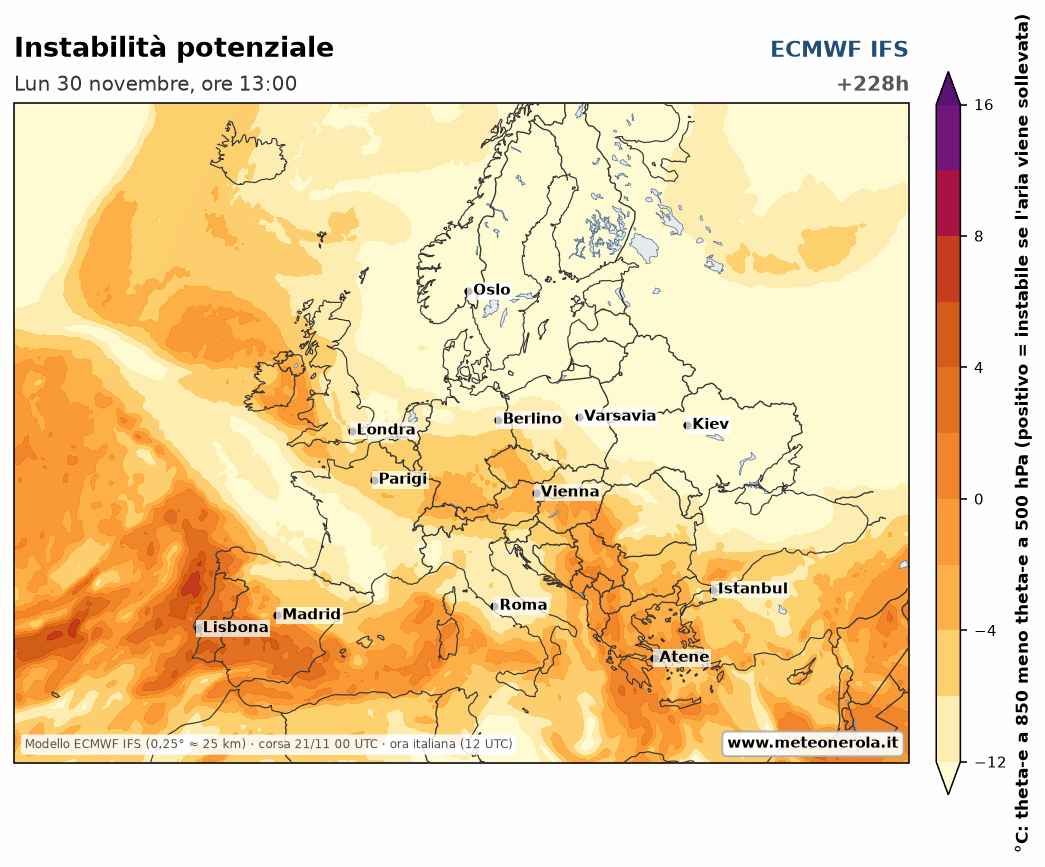 Instabilità potenziale
ECMWF IFS
Lun 30 novembre, ore 13:00
+228h
Oslo
Londra
Berlino
Varsavia
Kiev
Parigi
Vienna
Istanbul
Roma
Madrid
Lisbona
Atene
Modello ECMWF IFS (0,25° ≈ 25 km) · corsa 21/11 00 UTC · ora italiana (12 UTC)
www.meteonerola.it
16
8
4
0
−4
−12
°C: theta-e a 850 meno theta-e a 500 hPa (positivo = instabile se l'aria viene sollevata)